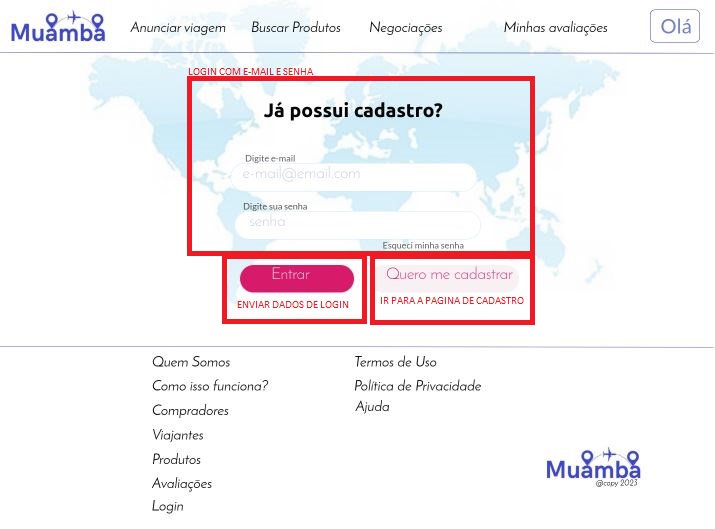 Muamba
Anunciar viagem Buscar Produtos Negociações Minhas avaliações Olá
LOGIN COM E-MAIL E SENHA
Já possui cadastro?
Digite e-mail
e-mail@email.com
Digite sua senha
senha
Esqueci minha senha
Entrar Quero me cadastrar
ENVIAR DADOS DE LOGIN IR PARA A PAGINA DE CADASTRO
Quem Somos Termos de Uso
Como isso funciona? Política de Privacidade
Compradores Ajuda
Viajantes
Produtos
Avaliações
Login
Muamba
@copy 2023